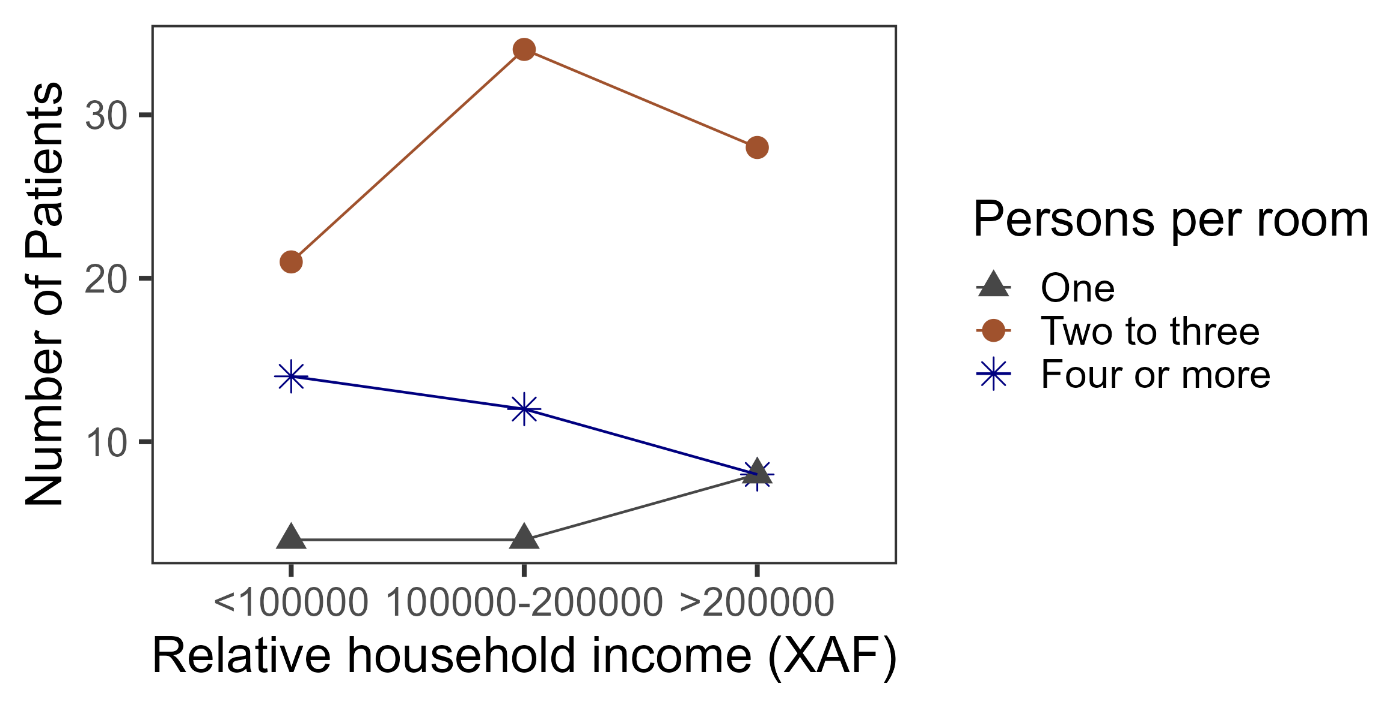 Number of Patients
30
20
10
<100000
100000-200000
>200000
Relative household income (XAF)
Persons per room
One
Two to three
Four or more